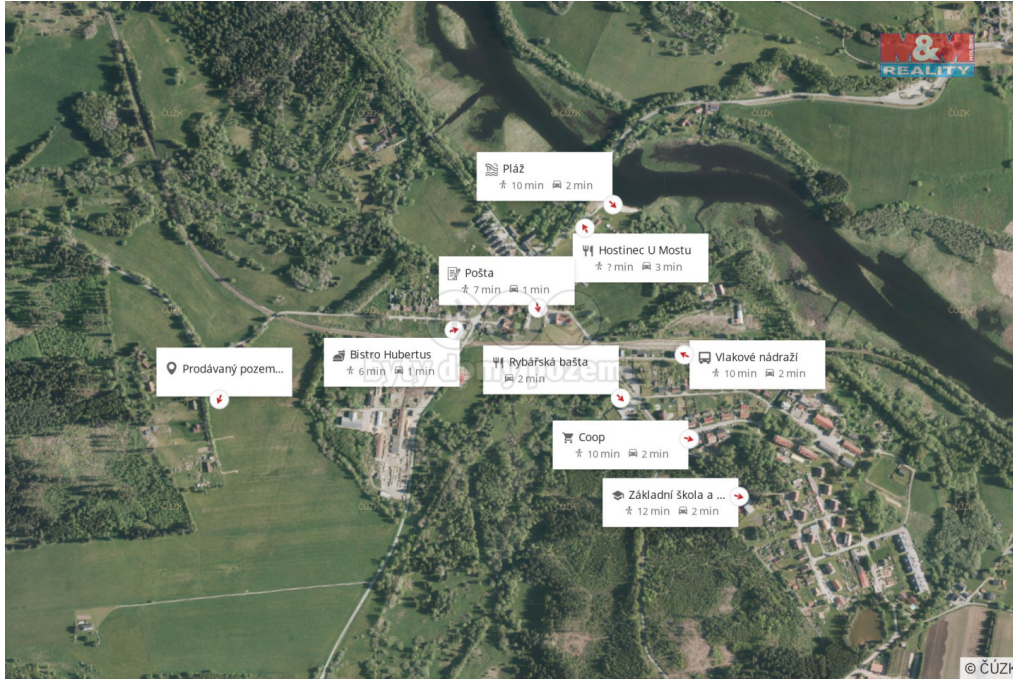 M&M
REALITY
Pláž
10 min 2 min
Hostinec U Mostu
? min 3 min
Pošta
7 min 1 min
Bistro Hubertus
6 min 1 min
Prodávaný pozem...
Rybářská bašta
2 min
Vlakové nádraží
10 min 2 min
Coop
10 min 2 min
Základní škola a ...
12 min 2 min
© ČÚZK